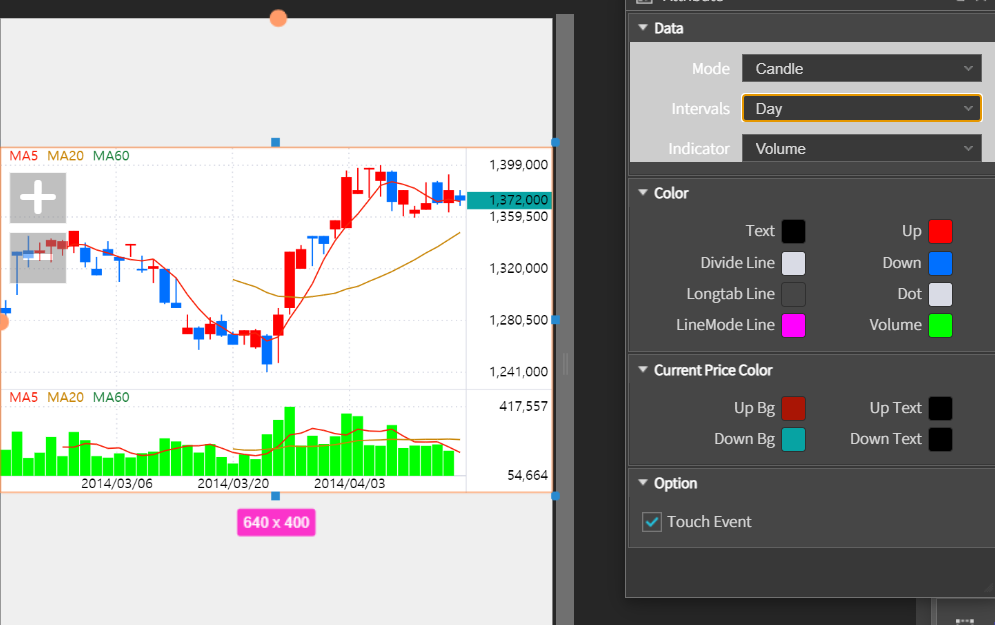 MA5 MA20 MA60
1,399,000
1,372,000
1,359,500
1,320,000
1,280,500
1,241,000
MA5 MA20 MA60
417,557
54,664
2014/03/06 2014/03/20 2014/04/03
640 x 400
Data
Mode Candle
Intervals Day
Indicator Volume
Color
Text Up
Divide Line Down
Longtab Line Dot
LineMode Line Volume
Current Price Color
Up Bg Up Text
Down Bg Down Text
Option
Touch Event